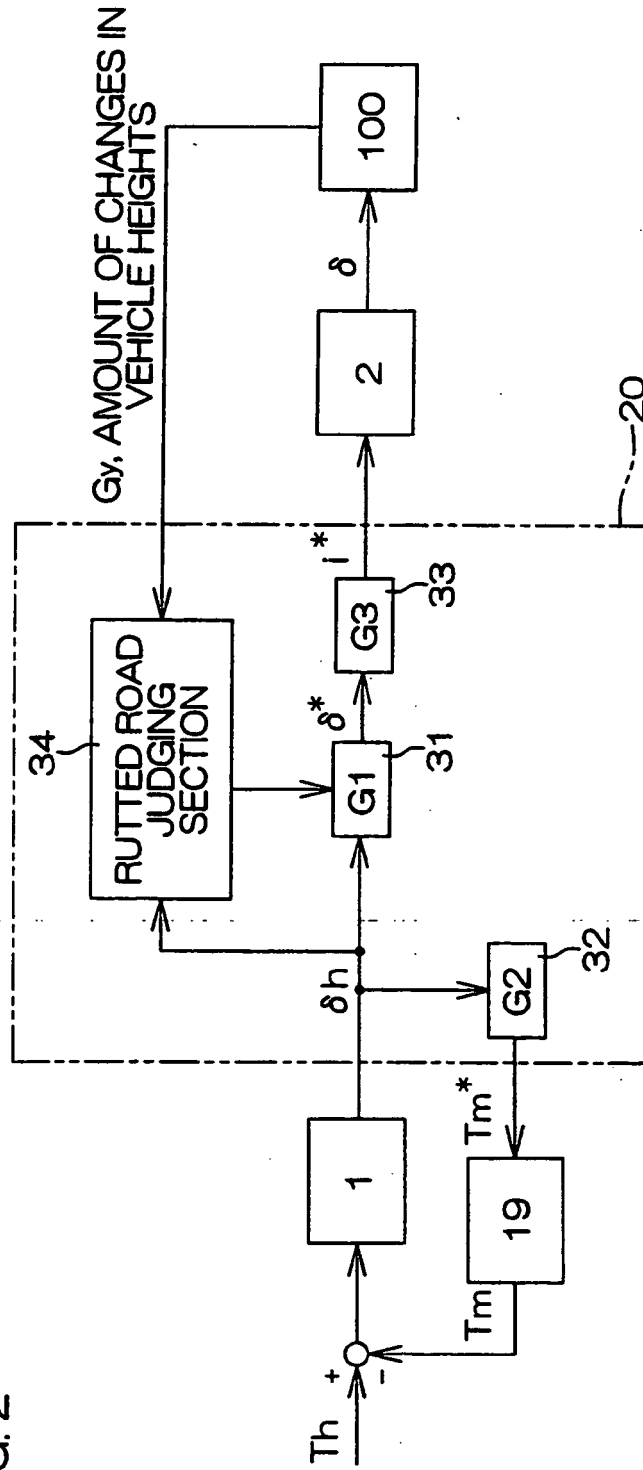 G. 2
Gy, AMOUNT OF CHANGES IN
VEHICLE HEIGHTS
34
RUTTED ROAD
JUDGING
SECTION
100
δ
2
i*
G3
33
δ*
G1
31
δh
1
Th
+
-
Tm
19
Tm*
G2
32
20